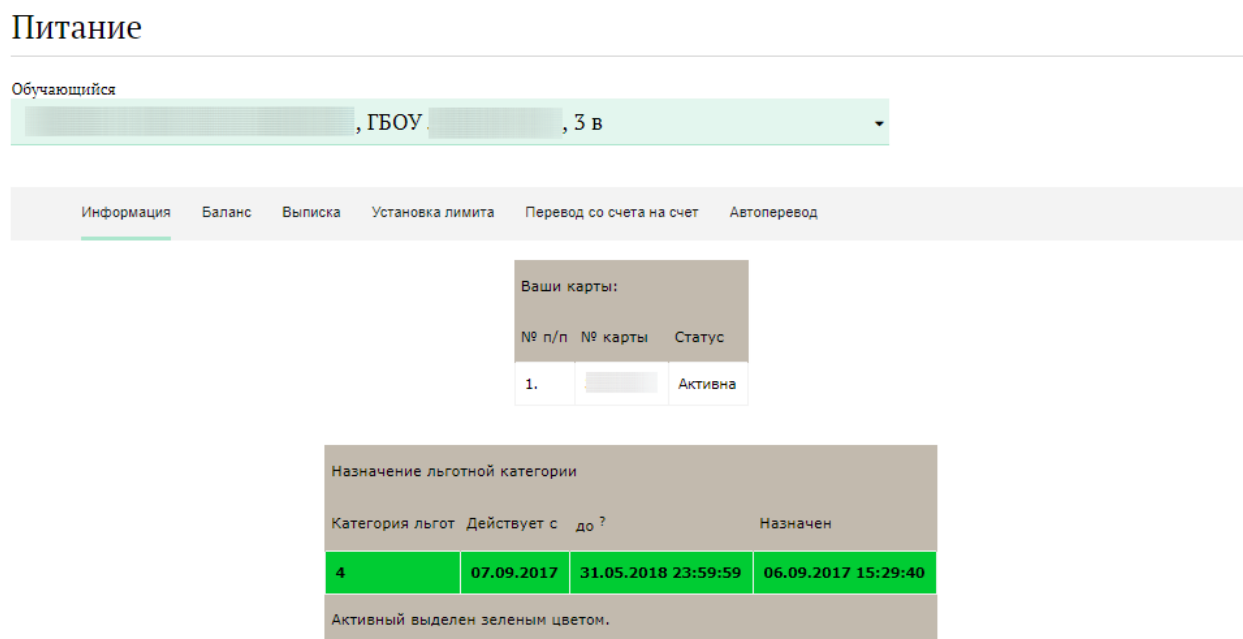 Питание
Обучающийся
, ГБОУ , 3 в
Информация Баланс Выписка Установка лимита Перевод со счета на счет Автоперевод
Ваши карты:
№ п/п № карты Статус
1. Активна
Назначение льготной категории
Категория льгот Действует с до ? Назначен
4 07.09.2017 31.05.2018 23:59:59 06.09.2017 15:29:40
Активный выделен зеленым цветом.